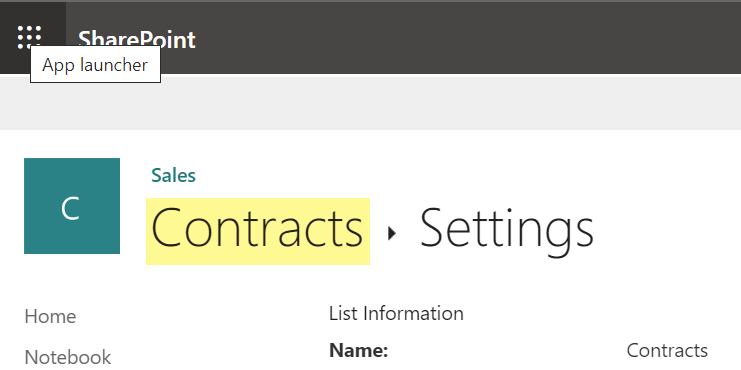 SharePoint
App launcher
C
Sales
Contracts ▸ Settings
Home
Notebook
List Information
Name: Contracts